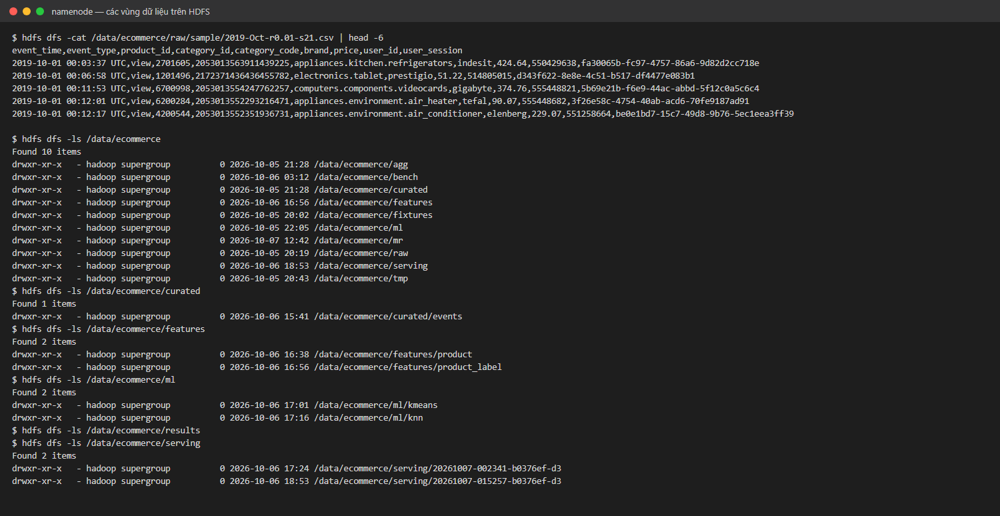 namenode — các vùng dữ liệu trên HDFS
$ hdfs dfs -cat /data/ecommerce/raw/sample/2019-Oct-r0.01-s21.csv | head -6
event_time,event_type,product_id,category_id,category_code,brand,price,user_id,user_session
2019-10-01 00:03:37 UTC,view,2701605,2053013563911439225,appliances.kitchen.refrigerators,indesit,424.64,550429638,fa30065b-fc97-4757-86a6-9d82d2cc718e
2019-10-01 00:06:58 UTC,view,1201496,2172371436436455782,electronics.tablet,prestigio,51.22,514805015,d343f622-8e8e-4c51-b517-df4477e083b1
2019-10-01 00:11:53 UTC,view,6700998,2053013554247762257,computers.components.videocards,gigabyte,374.76,555448821,5b69e21b-f6e9-44ac-abbd-5f12c0a5c6c4
2019-10-01 00:12:01 UTC,view,6200284,2053013552293216471,appliances.environment.air_heater,tefal,90.07,555448682,3f26e58c-4754-40ab-acd6-70fe9187ad91
2019-10-01 00:12:17 UTC,view,4200544,2053013552351936731,appliances.environment.air_conditioner,elenberg,229.07,551258664,be0e1bd7-15c7-49d8-9b76-5ec1eea3ff39
$ hdfs dfs -ls /data/ecommerce
Found 10 items
drwxr-xr-x   - hadoop supergroup          0 2026-10-05 21:28 /data/ecommerce/agg
drwxr-xr-x   - hadoop supergroup          0 2026-10-06 03:12 /data/ecommerce/bench
drwxr-xr-x   - hadoop supergroup          0 2026-10-05 21:28 /data/ecommerce/curated
drwxr-xr-x   - hadoop supergroup          0 2026-10-06 16:56 /data/ecommerce/features
drwxr-xr-x   - hadoop supergroup          0 2026-10-05 20:02 /data/ecommerce/fixtures
drwxr-xr-x   - hadoop supergroup          0 2026-10-05 22:05 /data/ecommerce/ml
drwxr-xr-x   - hadoop supergroup          0 2026-10-07 12:42 /data/ecommerce/mr
drwxr-xr-x   - hadoop supergroup          0 2026-10-05 20:19 /data/ecommerce/raw
drwxr-xr-x   - hadoop supergroup          0 2026-10-06 18:53 /data/ecommerce/serving
drwxr-xr-x   - hadoop supergroup          0 2026-10-05 20:43 /data/ecommerce/tmp
$ hdfs dfs -ls /data/ecommerce/curated
Found 1 items
drwxr-xr-x   - hadoop supergroup          0 2026-10-06 15:41 /data/ecommerce/curated/events
$ hdfs dfs -ls /data/ecommerce/features
Found 2 items
drwxr-xr-x   - hadoop supergroup          0 2026-10-06 16:38 /data/ecommerce/features/product
drwxr-xr-x   - hadoop supergroup          0 2026-10-06 16:56 /data/ecommerce/features/product_label
$ hdfs dfs -ls /data/ecommerce/ml
Found 2 items
drwxr-xr-x   - hadoop supergroup          0 2026-10-06 17:01 /data/ecommerce/ml/kmeans
drwxr-xr-x   - hadoop supergroup          0 2026-10-06 17:16 /data/ecommerce/ml/knn
$ hdfs dfs -ls /data/ecommerce/results
$ hdfs dfs -ls /data/ecommerce/serving
Found 2 items
drwxr-xr-x   - hadoop supergroup          0 2026-10-06 17:24 /data/ecommerce/serving/20261007-002341-b0376ef-d3
drwxr-xr-x   - hadoop supergroup          0 2026-10-06 18:53 /data/ecommerce/serving/20261007-015257-b0376ef-d3